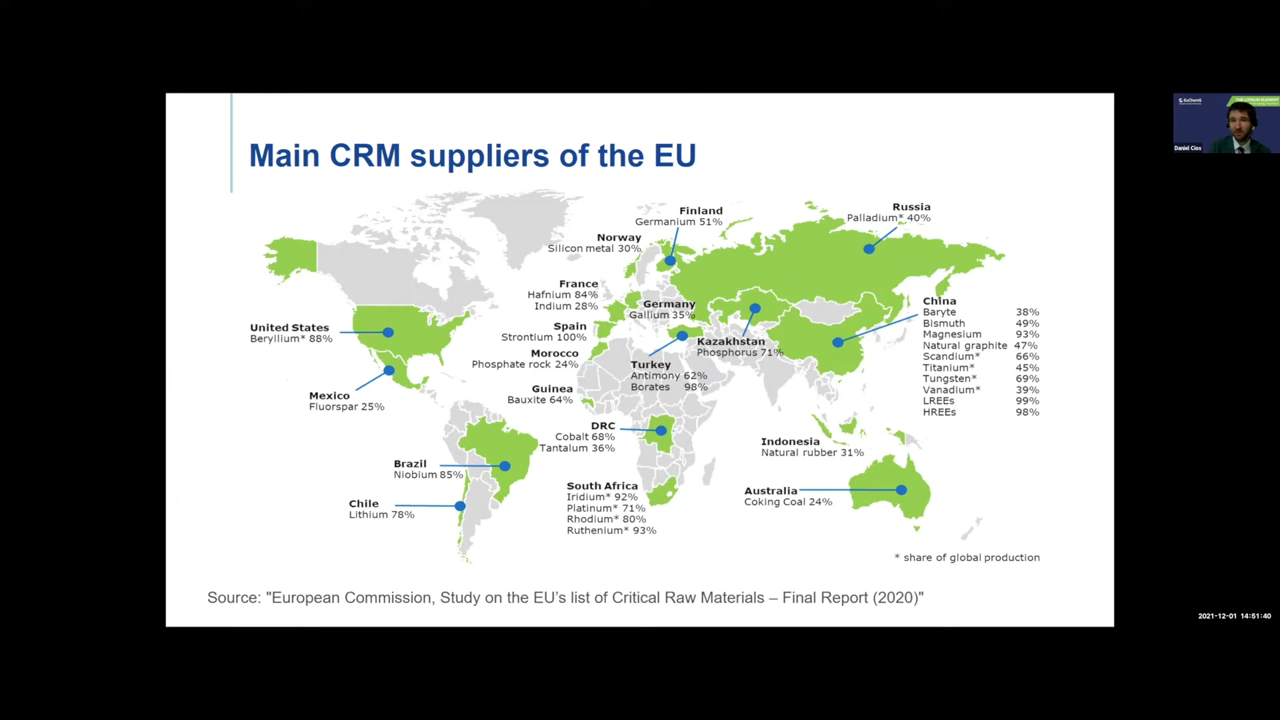 Main CRM suppliers of the EU
Finland
Germanium 51%
Russia
Palladium* 40%
Norway
Silicon metal 30%
France
Hafnium 84%
Indium 28%
Germany
Gallium 35%
China
Baryte 38%
Bismuth 49%
Magnesium 93%
Natural graphite 47%
Scandium* 66%
Titanium* 45%
Tungsten* 69%
Vanadium* 39%
LREEs 99%
HREEs 98%
United States
Beryllium* 88%
Spain
Strontium 100%
Kazakhstan
Phosphorus 71%
Morocco
Phosphate rock 24%
Turkey
Antimony 62%
Borates 98%
Mexico
Fluorspar 25%
Guinea
Bauxite 64%
DRC
Cobalt 68%
Tantalum 36%
Indonesia
Natural rubber 31%
Brazil
Niobium 85%
South Africa
Iridium* 92%
Platinum* 71%
Rhodium* 80%
Ruthenium* 93%
Australia
Coking Coal 24%
Chile
Lithium 78%
* share of global production
Source: "European Commission, Study on the EU's list of Critical Raw Materials – Final Report (2020)"
EuChemS
Daniel Cios
2021-12-01 14:51:40